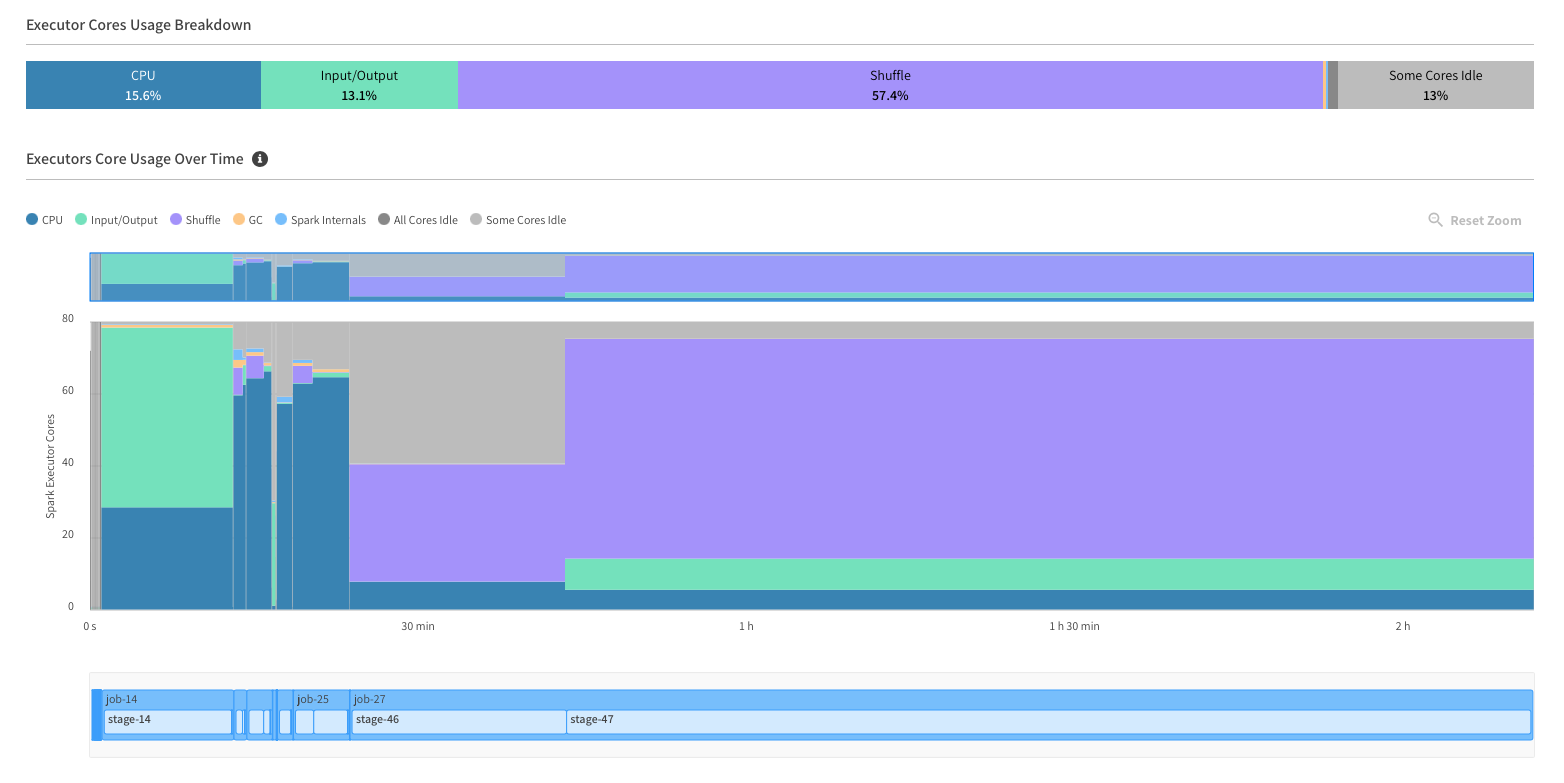 Executor Cores Usage Breakdown
CPU
15.6%
Input/Output
13.1%
Shuffle
57.4%
Some Cores Idle
13%
Executors Core Usage Over Time
CPU Input/Output Shuffle GC Spark Internals All Cores Idle Some Cores Idle
Reset Zoom
80
60
40
20
0
Spark Executor Cores
0 s 30 min 1 h 1 h 30 min 2 h
job-14 job-25 job-27
stage-14 stage-46 stage-47